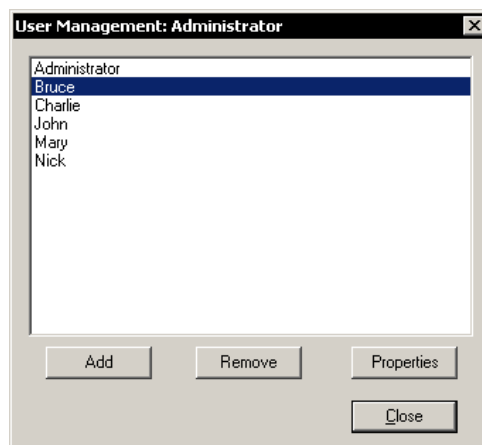 User Management: Administrator
Administrator
Bruce
Charlie
John
Mary
Nick
Add Remove Properties
Close